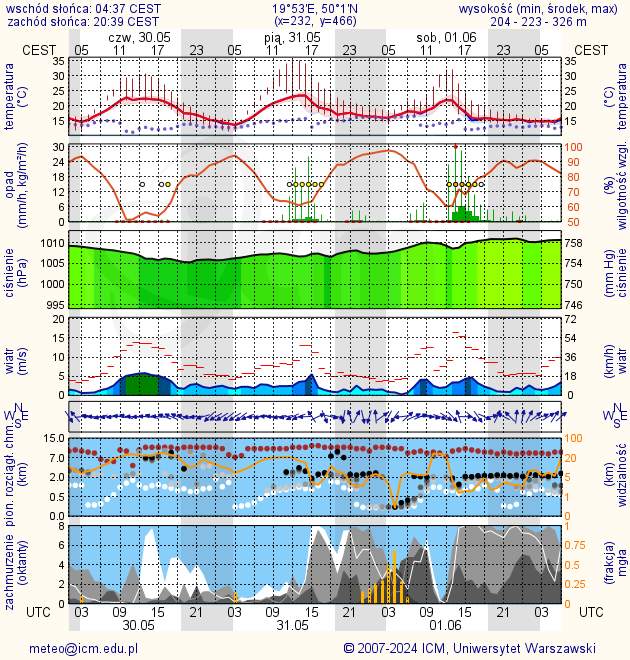 wschód słońca: 04:37 CEST 19°53'E, 50°1'N wysokość (min, środek, max)
zachód słońca: 20:39 CEST (x=232, y=466) 204 - 223 - 326 m
czw, 30.05 pią, 31.05 sob, 01.06
CEST 05 11 17 23 05 11 17 23 05 11 17 23 05 CEST
temperatura (°C)
35 30 25 20 15
35 30 25 20 15
(°C) temperatura
opad (mm/h, kg/m²/h)
30 24 18 12 6 0
100 90 80 70 60 50
(%) wilgotność wzgl.
ciśnienie (hPa)
1010 1005 1000 995
758 754 750 746
(mm Hg) ciśnienie
wiatr (m/s)
20 15 10 5 0
72 54 36 18 0
(km/h) wiatr
N W E S
N W E S
pion. rozciągł. chm. (km)
15.0 7.0 2.0 0.5 0.0
100 20 5 1 0
(km) widzialność
zachmurzenie (oktanty)
8 6 4 2 0
1 0.75 0.5 0.25 0
(frakcja) mgła
UTC 03 09 15 21 03 09 15 21 03 09 15 21 03 UTC
30.05 31.05 01.06
meteo@icm.edu.pl © 2007-2024 ICM, Uniwersytet Warszawski